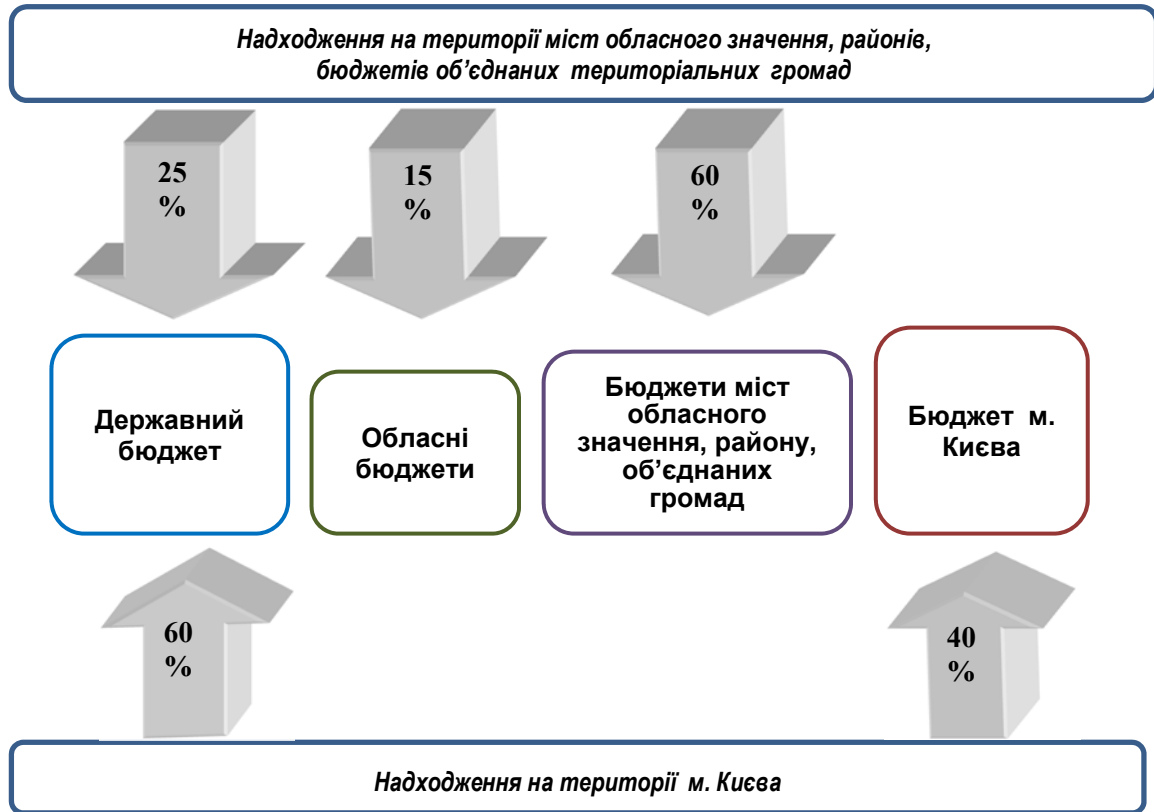 Надходження на території міст обласного значення, районів,
бюджетів об’єднаних територіальних громад
25
%
15
%
60
%
Державний
бюджет
Обласні
бюджети
Бюджети міст
обласного
значення, району,
об’єднаних
громад
Бюджет м.
Києва
60
%
40
%
Надходження на території м. Києва